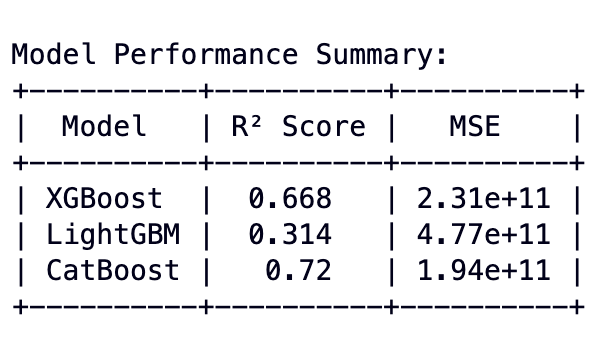 Model Performance Summary:
+----------+----------+----------+
|  Model   | R² Score |   MSE    |
+----------+----------+----------+
| XGBoost  |  0.668   | 2.31e+11 |
| LightGBM |  0.314   | 4.77e+11 |
| CatBoost |   0.72   | 1.94e+11 |
+----------+----------+----------+